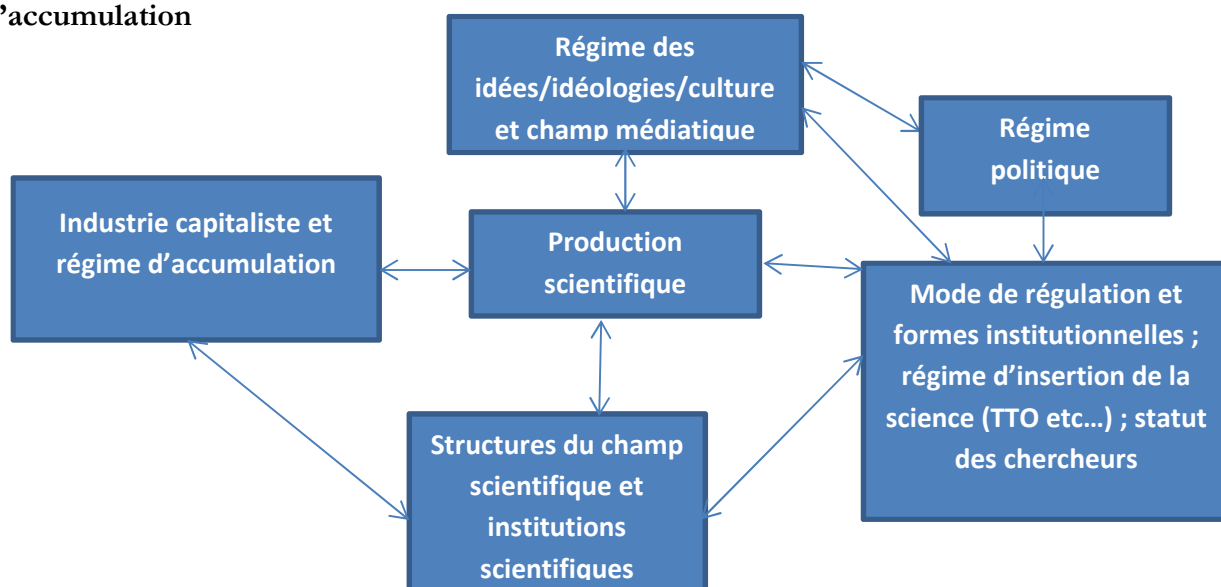 ’accumulation
Régime des
idées/idéologies/culture
et champ médiatique
Régime
politique
Industrie capitaliste et
régime d’accumulation
Production
scientifique
Mode de régulation et
formes institutionnelles ;
régime d’insertion de la
science (TTO etc…) ; statut
des chercheurs
Structures du champ
scientifique et
institutions
scientifiques